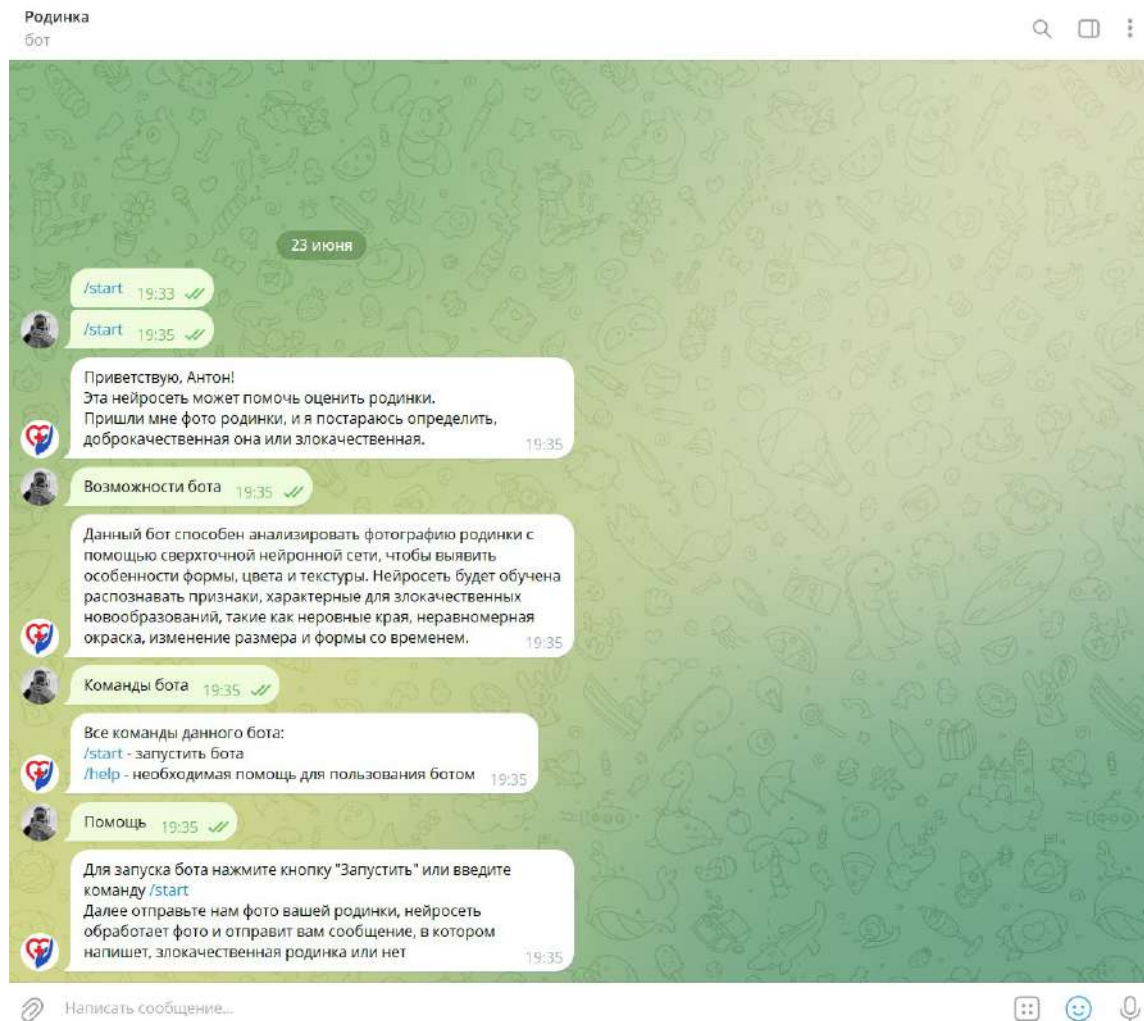 Родинка
бот
23 июня
/start 19:33
/start 19:35
Приветствую, Антон!
Эта нейросеть может помочь оценить родинки.
Пришли мне фото родинки, и я постараюсь определить,
доброкачественная она или злокачественная. 19:35
Возможности бота 19:35
Данный бот способен анализировать фотографию родинки с
помощью сверхточной нейронной сети, чтобы выявить
особенности формы, цвета и текстуры. Нейросеть будет обучена
распознавать признаки, характерные для злокачественных
новообразований, такие как неровные края, неравномерная
окраска, изменение размера и формы со временем. 19:35
Команды бота 19:35
Все команды данного бота:
/start - запустить бота
/help - необходимая помощь для пользования ботом 19:35
Помощь 19:35
Для запуска бота нажмите кнопку "Запустить" или введите
команду /start
Далее отправьте нам фото вашей родинки, нейросеть
обработает фото и отправит вам сообщение, в котором
напишет, злокачественная родинка или нет 19:35
Написать сообщение...